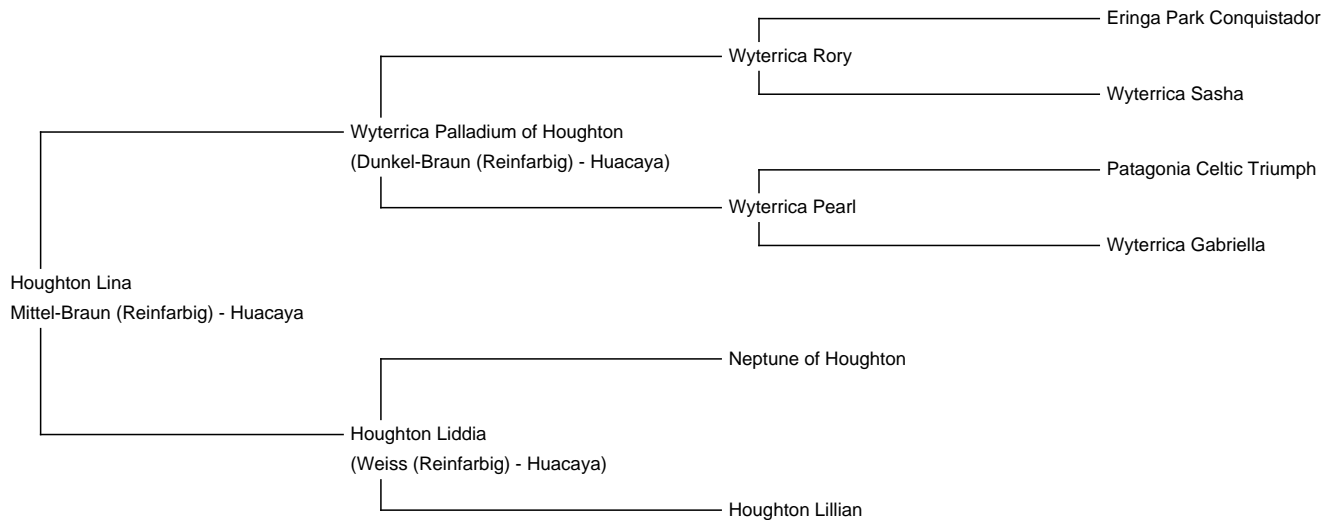 Eringa Park Conquistador
Wyterrica Rory
Wyterrica Sasha
Wyterrica Palladium of Houghton
(Dunkel-Braun (Reinfarbig) - Huacaya)
Patagonia Celtic Triumph
Wyterrica Pearl
Wyterrica Gabriella
Houghton Lina
Mittel-Braun (Reinfarbig) - Huacaya
Neptune of Houghton
Houghton Liddia
(Weiss (Reinfarbig) - Huacaya)
Houghton Lillian